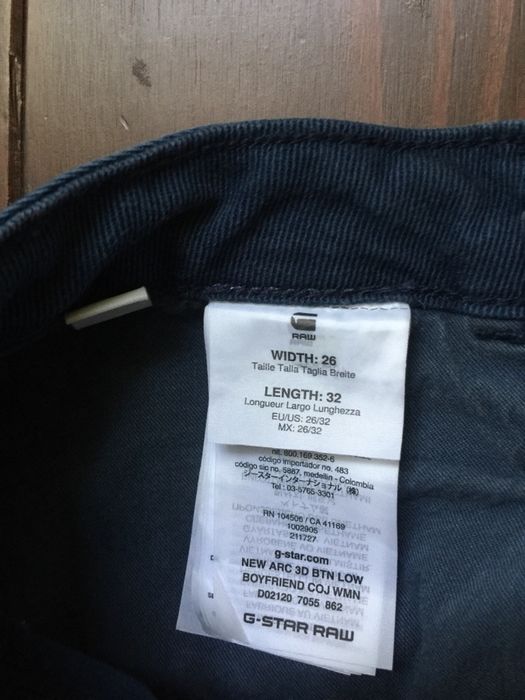 RAW
WIDTH: 26
Taille Talla Taglia Breite
LENGTH: 32
Longueur Largo Lunghezza
EU/US: 26/32
MX: 26/32
nit. 800.169.352-6
código importador no. 483
código sic no. 5887, medellin - Colombia
ジースターインターナショナル (株)
Tel : 03-5765-3301
RN 104506 / CA 41169
1002905
211727
g-star.com
NEW ARC 3D BTN LOW
BOYFRIEND COJ WMN
D02120 7055 862
G-STAR RAW